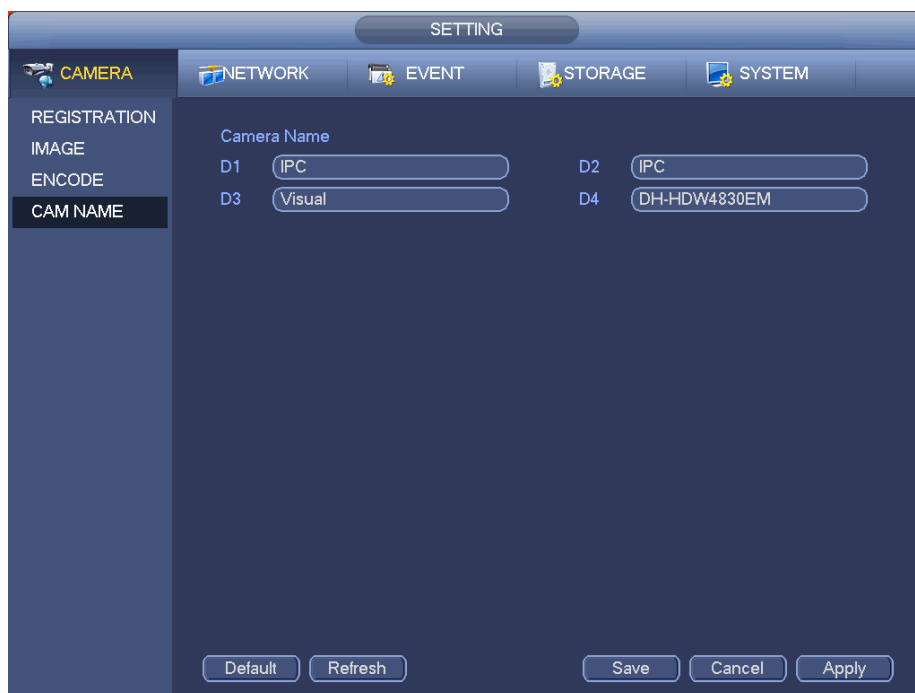 SETTING
CAMERA NETWORK EVENT STORAGE SYSTEM
REGISTRATION
IMAGE
ENCODE
CAM NAME
Camera Name
D1 IPC D2 IPC
D3 Visual D4 DH-HDW4830EM
Default Refresh Save Cancel Apply